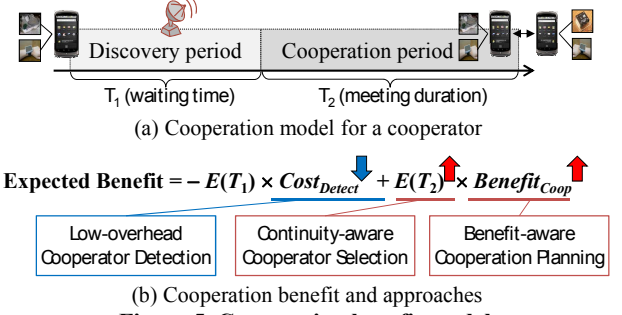 Discovery period Cooperation period
T1 (waiting time) T2 (meeting duration)
(a) Cooperation model for a cooperator
Expected Benefit = – E(T1) × CostDetect + E(T2) × BenefitCoop
Low-overhead Cooperator Detection
Continuity-aware Cooperator Selection
Benefit-aware Cooperation Planning
(b) Cooperation benefit and approaches